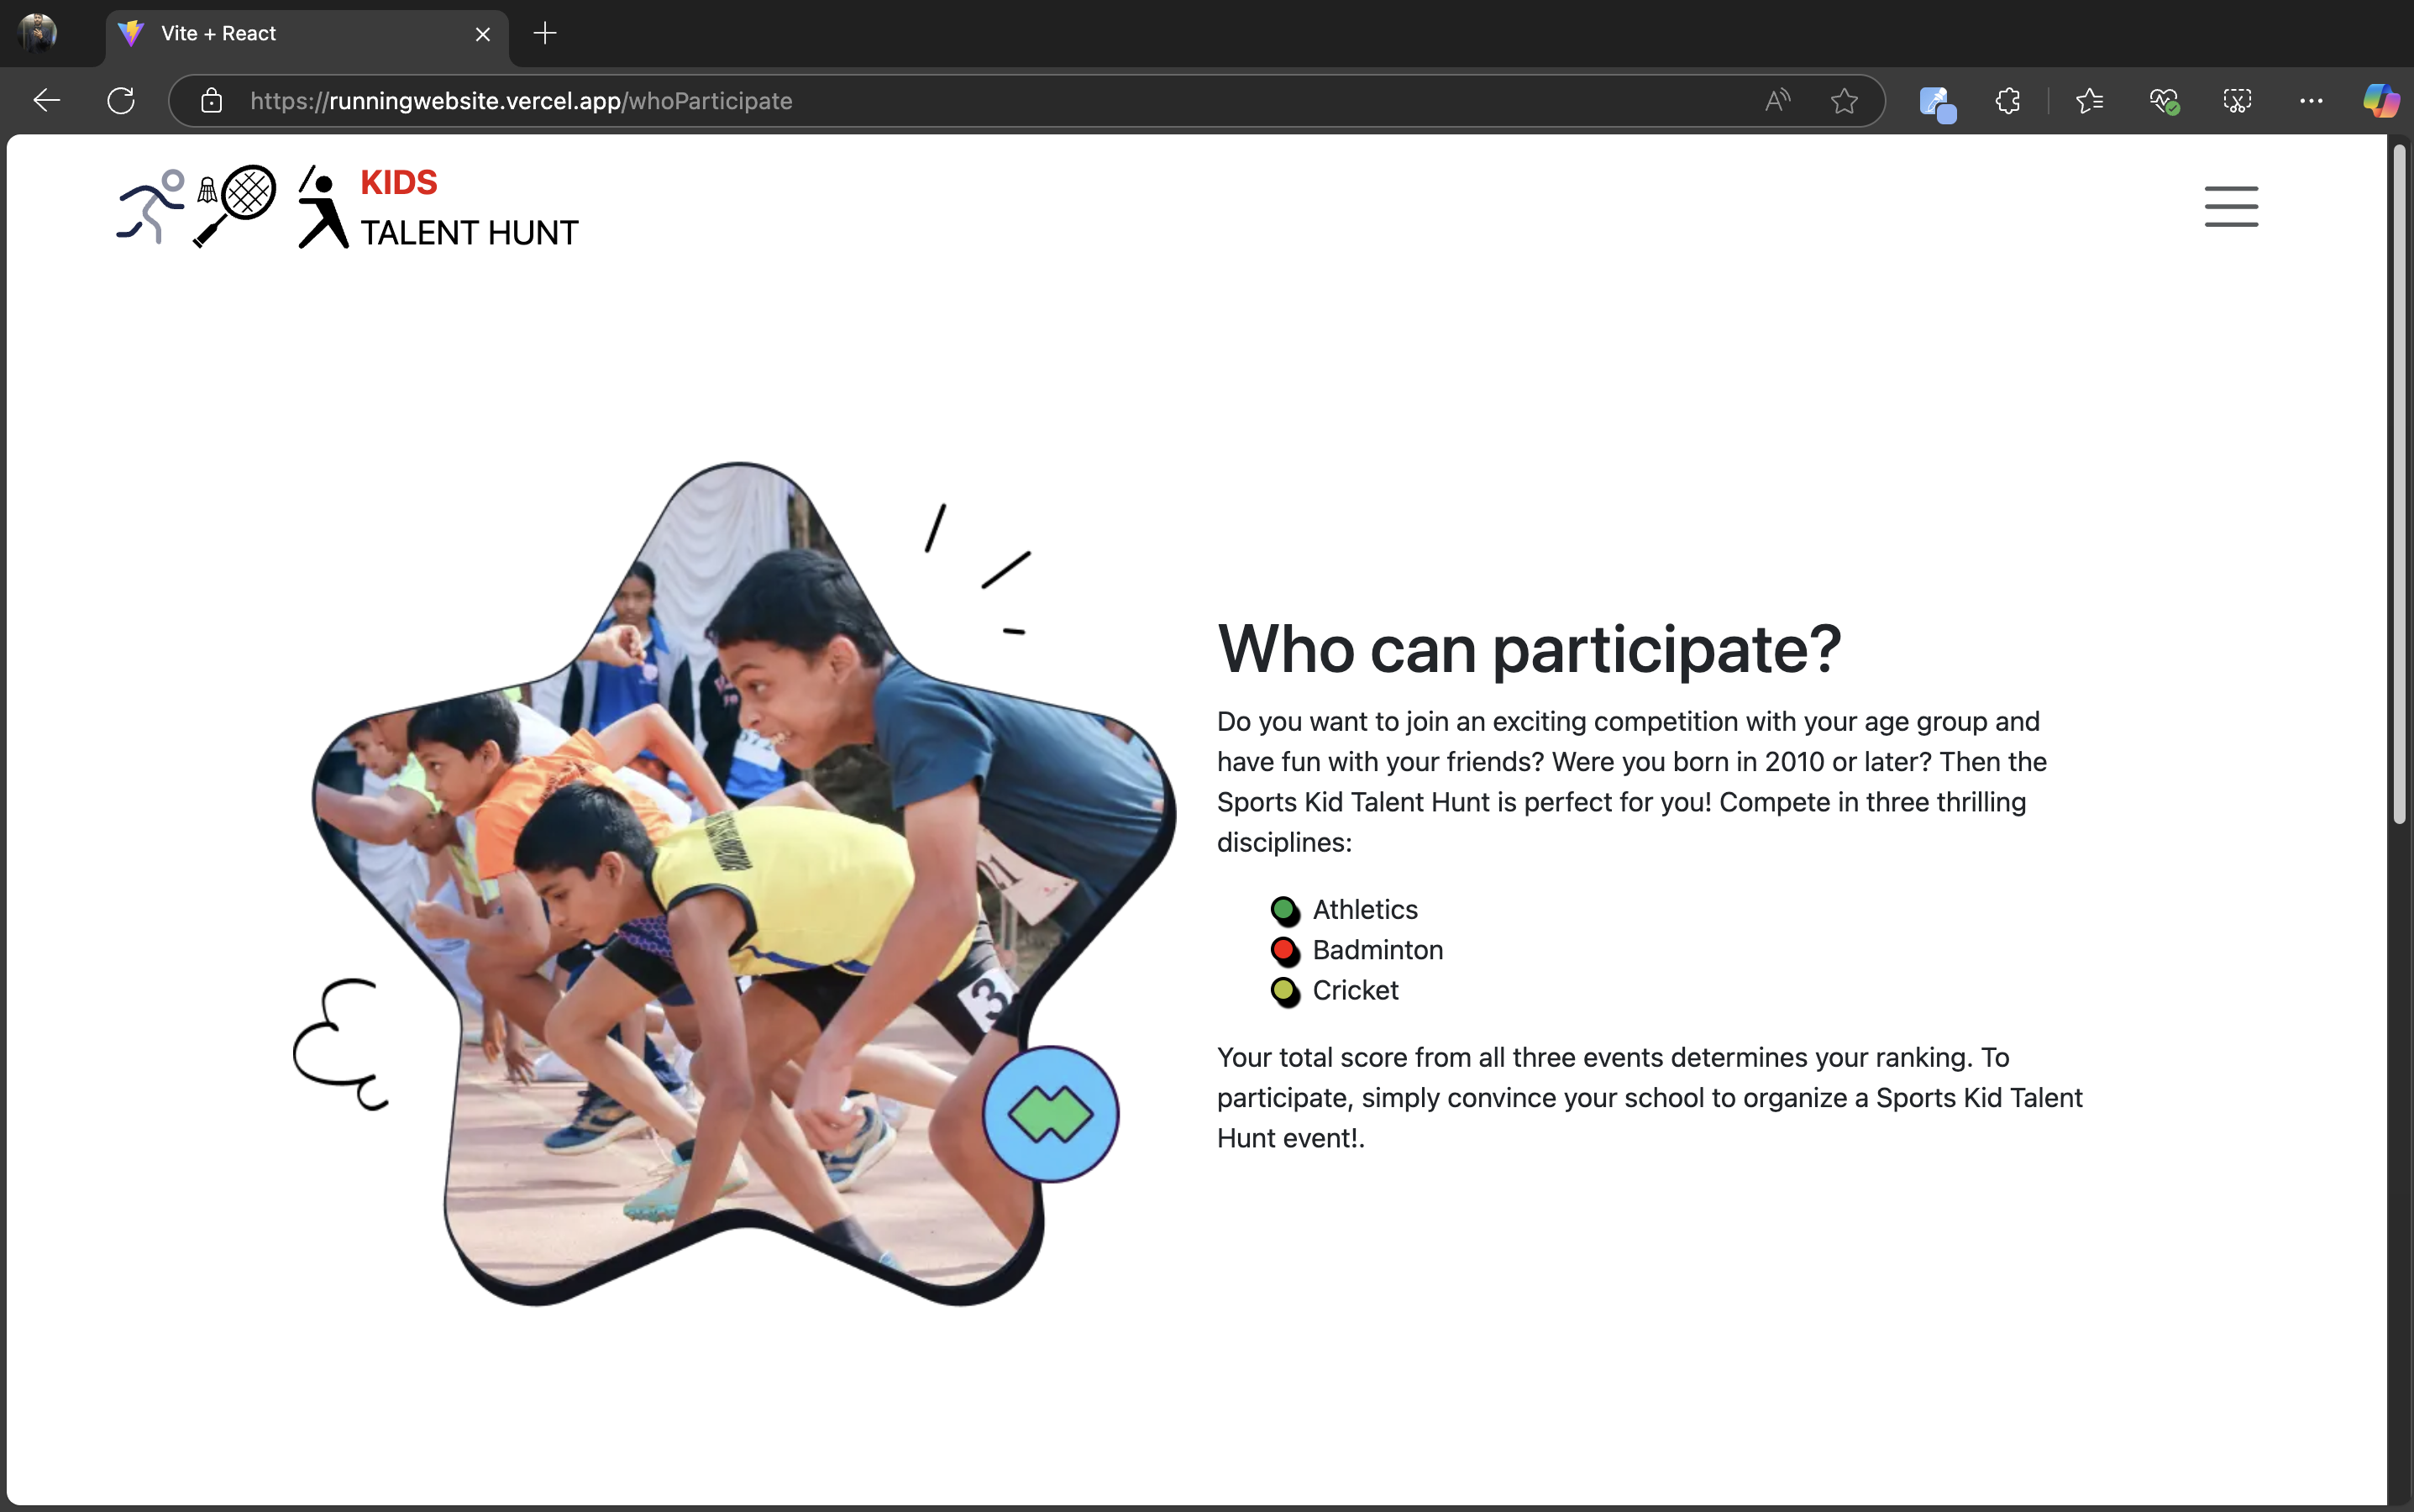 Vite + React
https://runningwebsite.vercel.app/whoParticipate
KIDS
TALENT HUNT
Who can participate?
Do you want to join an exciting competition with your age group and
have fun with your friends? Were you born in 2010 or later? Then the
Sports Kid Talent Hunt is perfect for you! Compete in three thrilling
disciplines:
Athletics
Badminton
Cricket
Your total score from all three events determines your ranking. To
participate, simply convince your school to organize a Sports Kid Talent
Hunt event!.
3